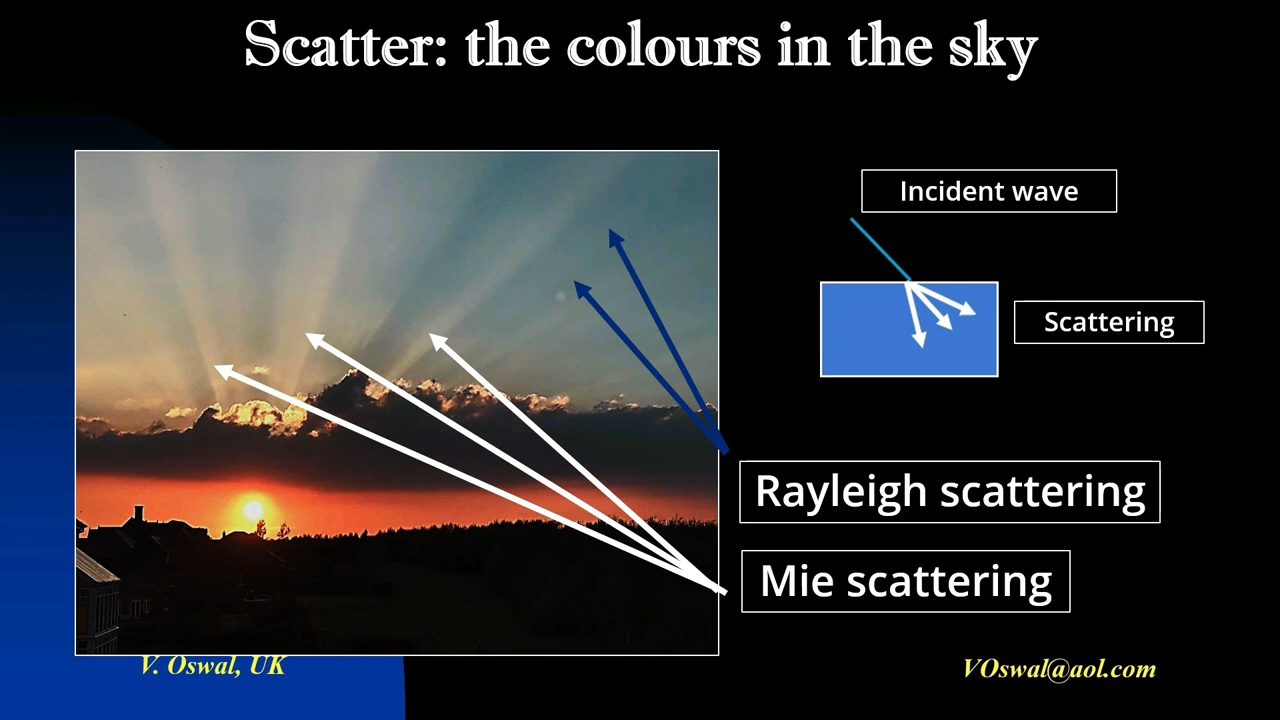 Scatter: the colours in the sky
Incident wave
Scattering
Rayleigh scattering
Mie scattering
V. Oswal, UK
VOswal@aol.com